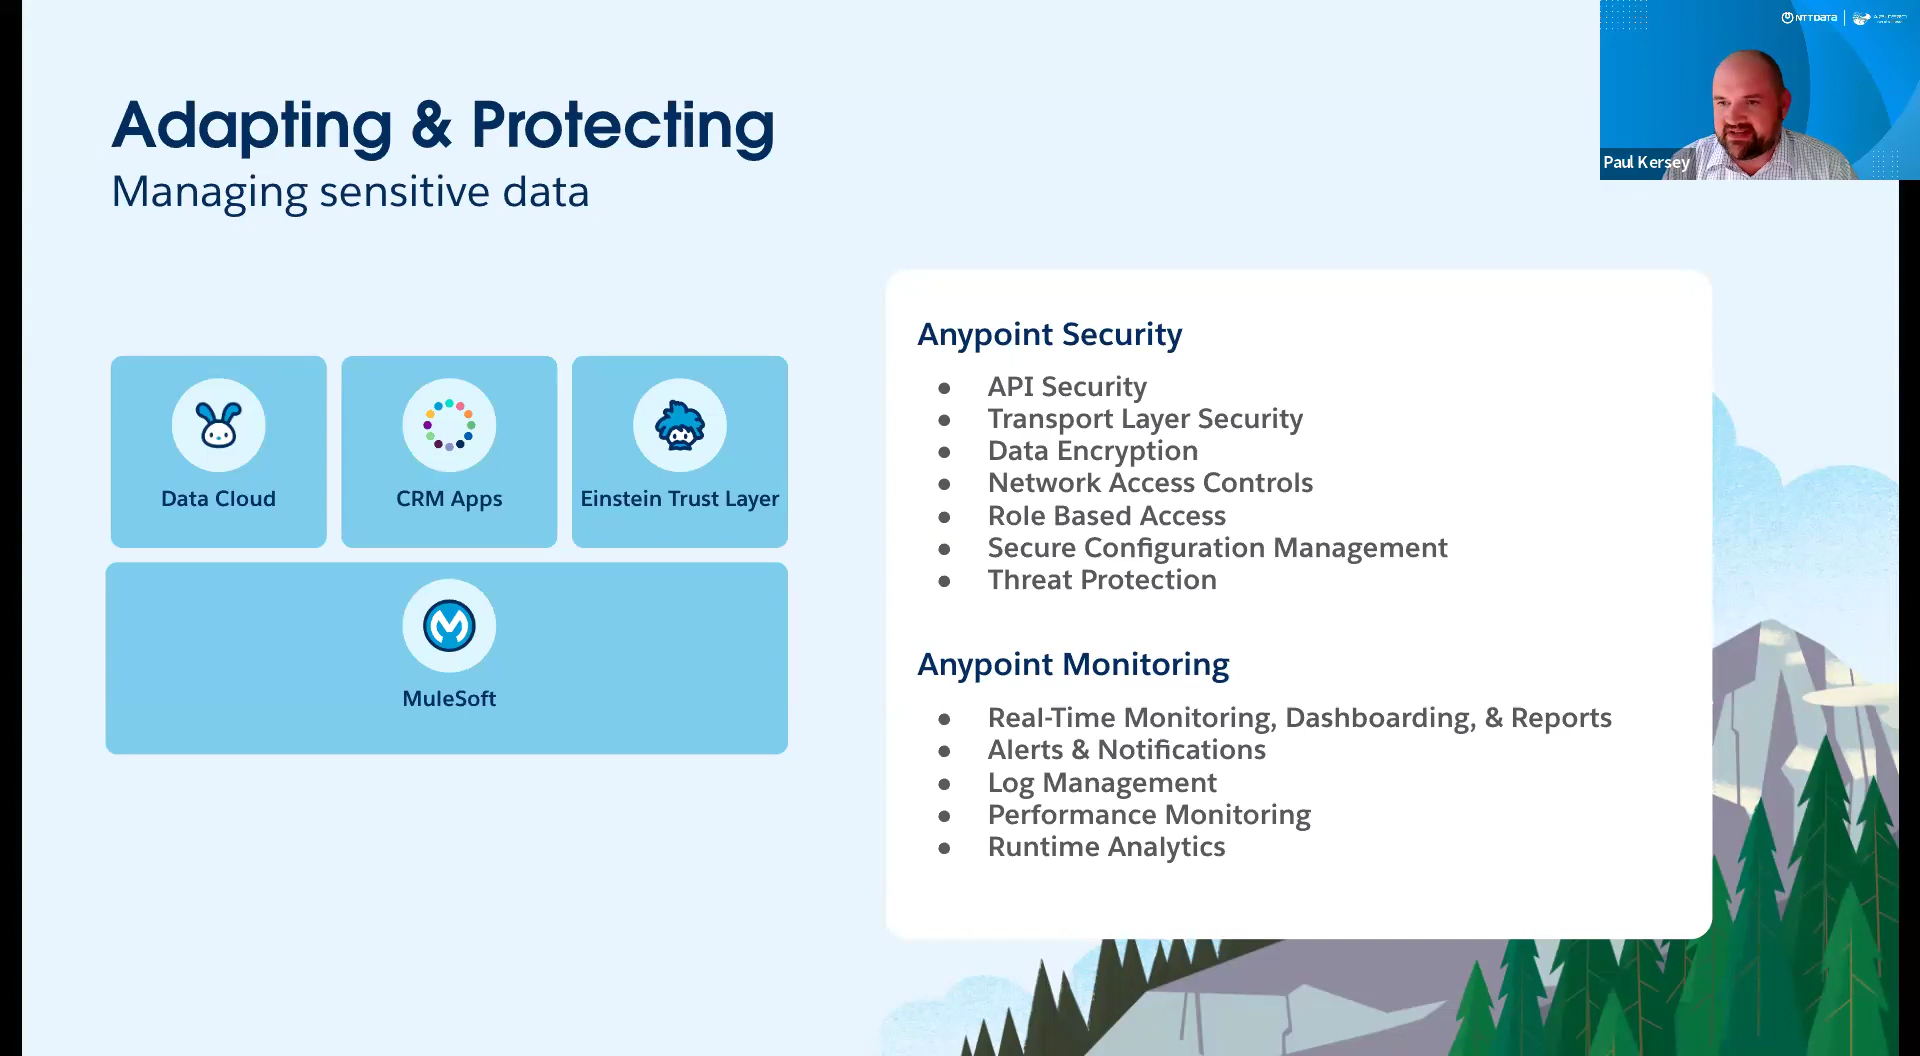 NTT DATA
Adapting & Protecting
Managing sensitive data
Paul Kersey
Data Cloud
CRM Apps
Einstein Trust Layer
MuleSoft
Anypoint Security
● API Security
● Transport Layer Security
● Data Encryption
● Network Access Controls
● Role Based Access
● Secure Configuration Management
● Threat Protection
Anypoint Monitoring
● Real-Time Monitoring, Dashboarding, & Reports
● Alerts & Notifications
● Log Management
● Performance Monitoring
● Runtime Analytics